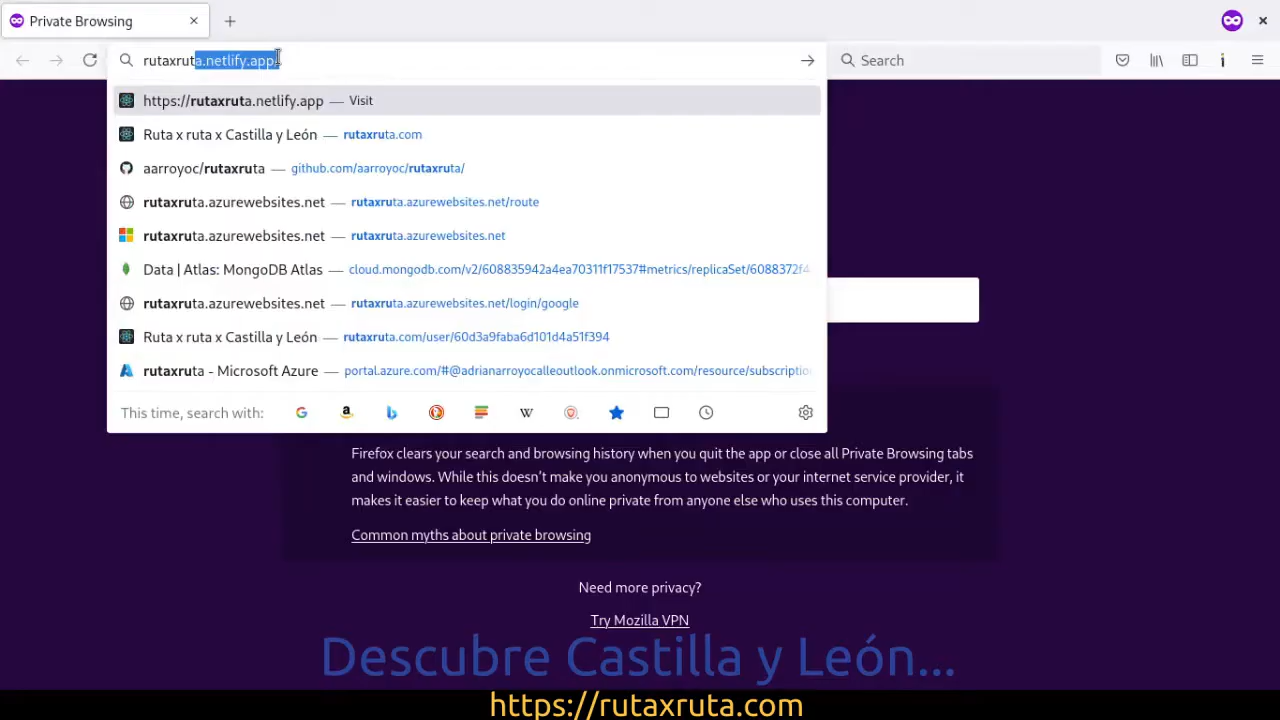 Private Browsing
rutaxruta.netlify.app
Search
https://rutaxruta.netlify.app — Visit
Ruta x ruta x Castilla y León — rutaxruta.com
aarroyoc/rutaxruta — github.com/aarroyoc/rutaxruta/
rutaxruta.azurewebsites.net — rutaxruta.azurewebsites.net/route
rutaxruta.azurewebsites.net — rutaxruta.azurewebsites.net
Data | Atlas: MongoDB Atlas — cloud.mongodb.com/v2/608835942a4ea70311f17537#metrics/replicaSet/6088372f4
rutaxruta.azurewebsites.net — rutaxruta.azurewebsites.net/login/google
Ruta x ruta x Castilla y León — rutaxruta.com/user/60d3a9faba6d101d4a51f394
rutaxruta - Microsoft Azure — portal.azure.com/#@adrianarroyocalleoutlook.onmicrosoft.com/resource/subscriptio
This time, search with:
Firefox clears your search and browsing history when you quit the app or close all Private Browsing tabs
and windows. While this doesn’t make you anonymous to websites or your internet service provider, it
makes it easier to keep what you do online private from anyone else who uses this computer.
Common myths about private browsing
Need more privacy?
Try Mozilla VPN
Descubre Castilla y León...
https://rutaxruta.com